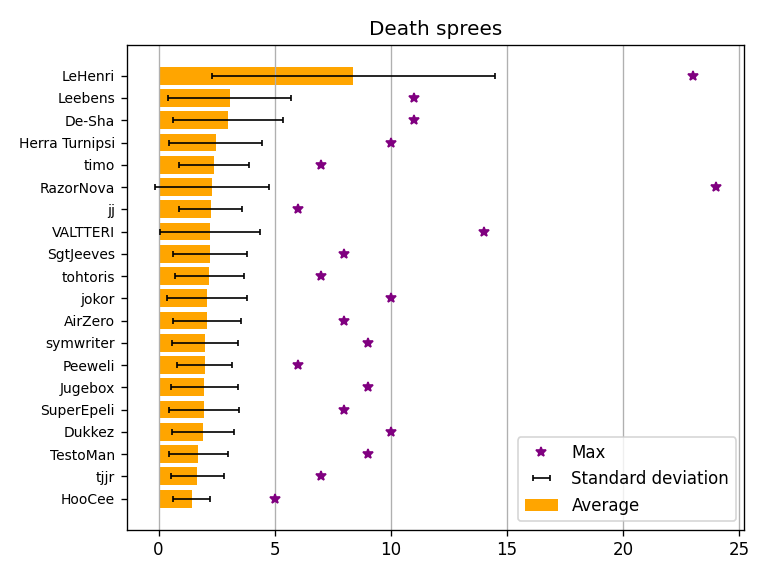 Death sprees
LeHenri
Leebens
De-Sha
Herra Turnipsi
timo
RazorNova
jj
VALTTERI
SgtJeeves
tohtoris
jokor
AirZero
symwriter
Peeweli
Jugebox
SuperEpeli
Dukkez
TestoMan
tjjr
HooCee
Max
Standard deviation
Average
0 5 10 15 20 25